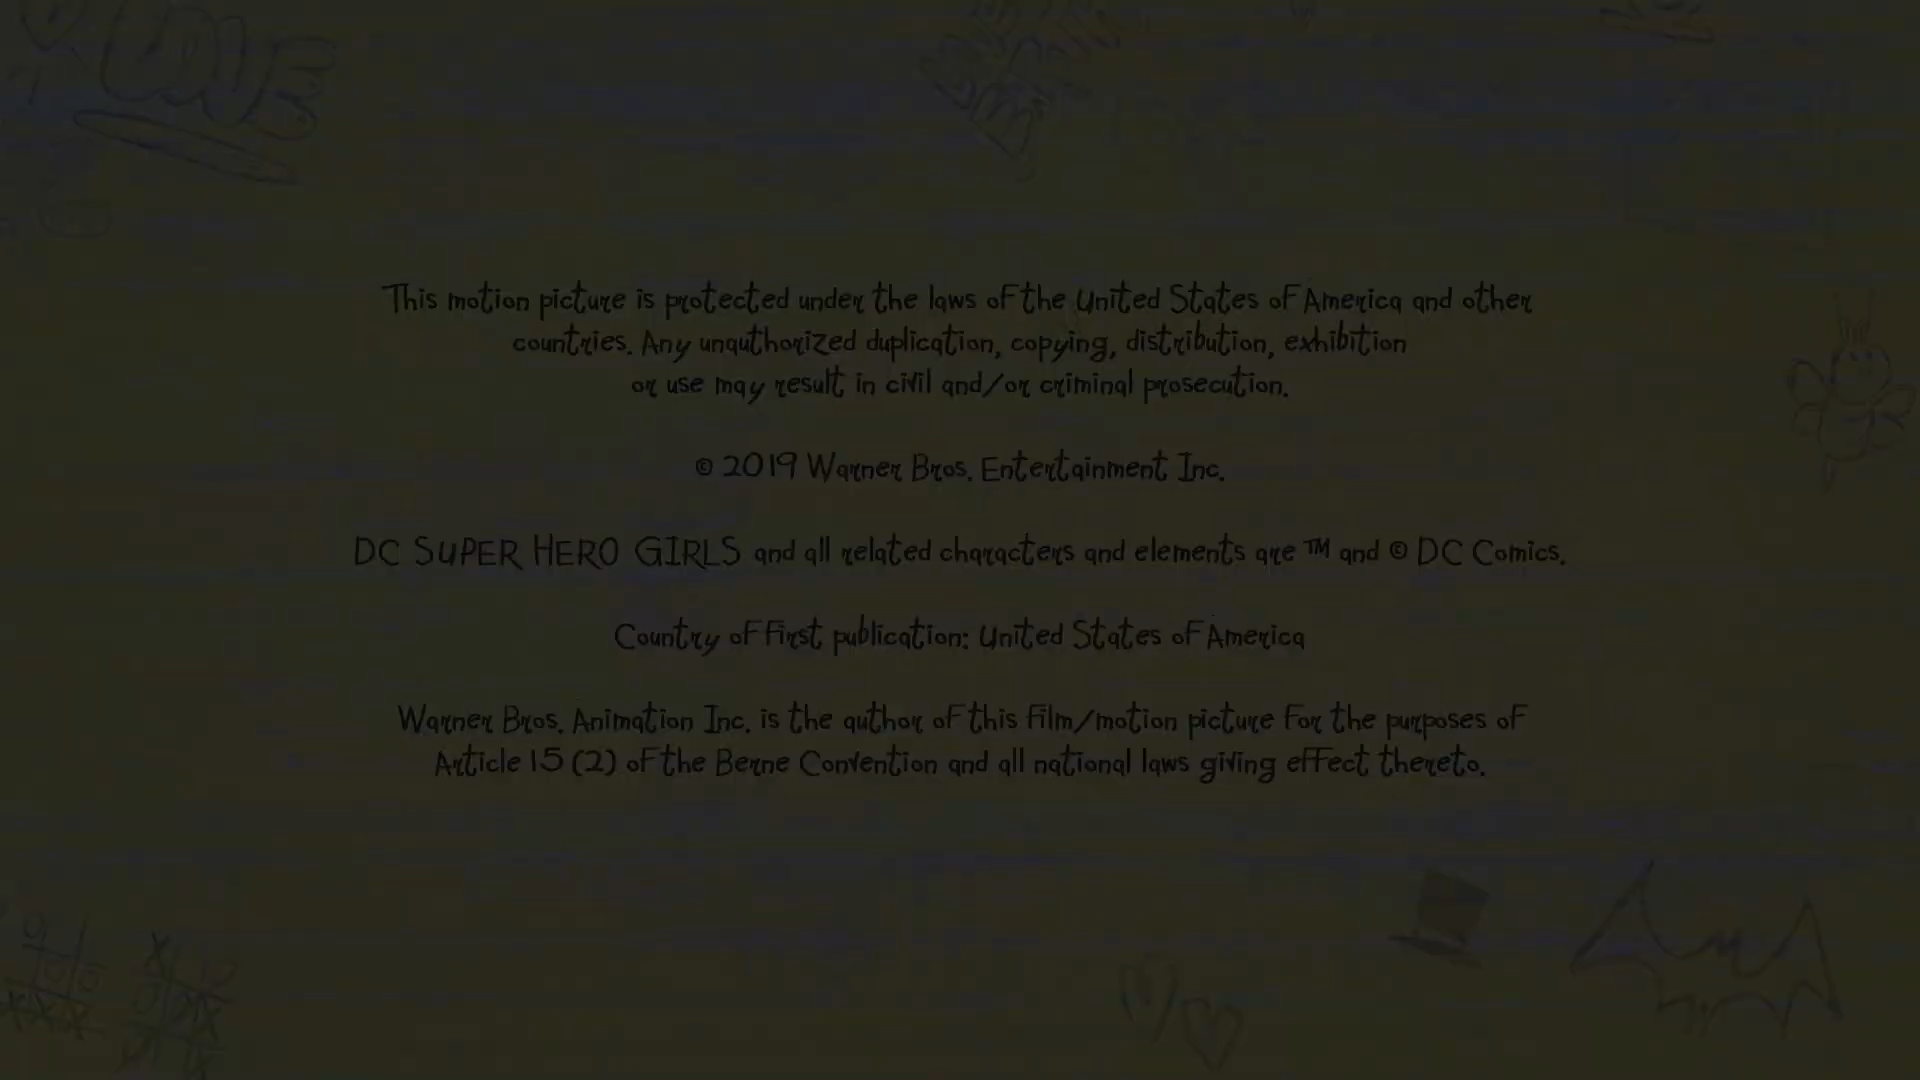 LOVE
This motion picture is protected under the laws of the United States of America and other
countries. Any unauthorized duplication, copying, distribution, exhibition
or use may result in civil and/or criminal prosecution.
© 2019 Warner Bros. Entertainment Inc.
DC SUPER HERO GIRLS and all related characters and elements are ™ and © DC Comics.
Country of first publication: United States of America
Warner Bros. Animation Inc. is the author of this film/motion picture for the purposes of
Article 15 (2) of the Berne Convention and all national laws giving effect thereto.